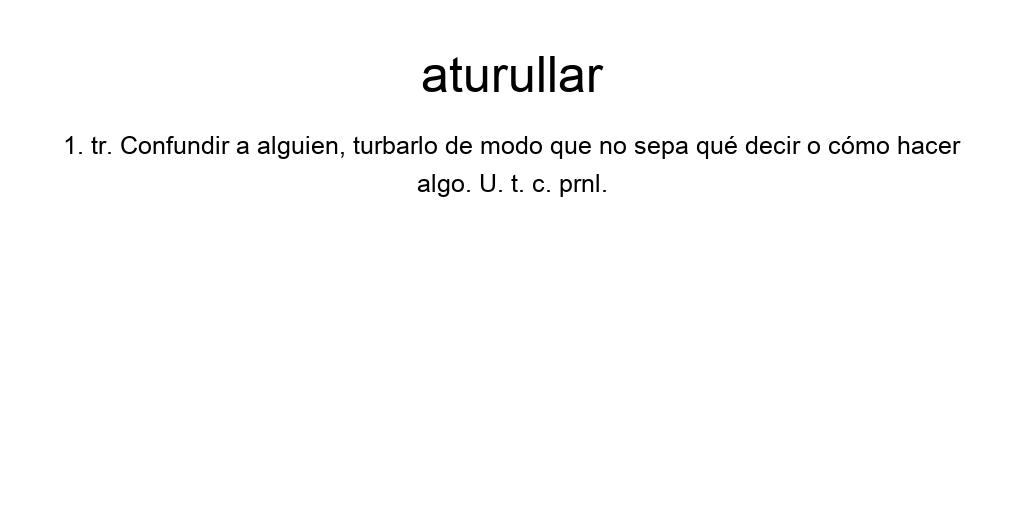 aturullar
1. tr. Confundir a alguien, turbarlo de modo que no sepa qué decir o cómo hacer
algo. U. t. c. prnl.